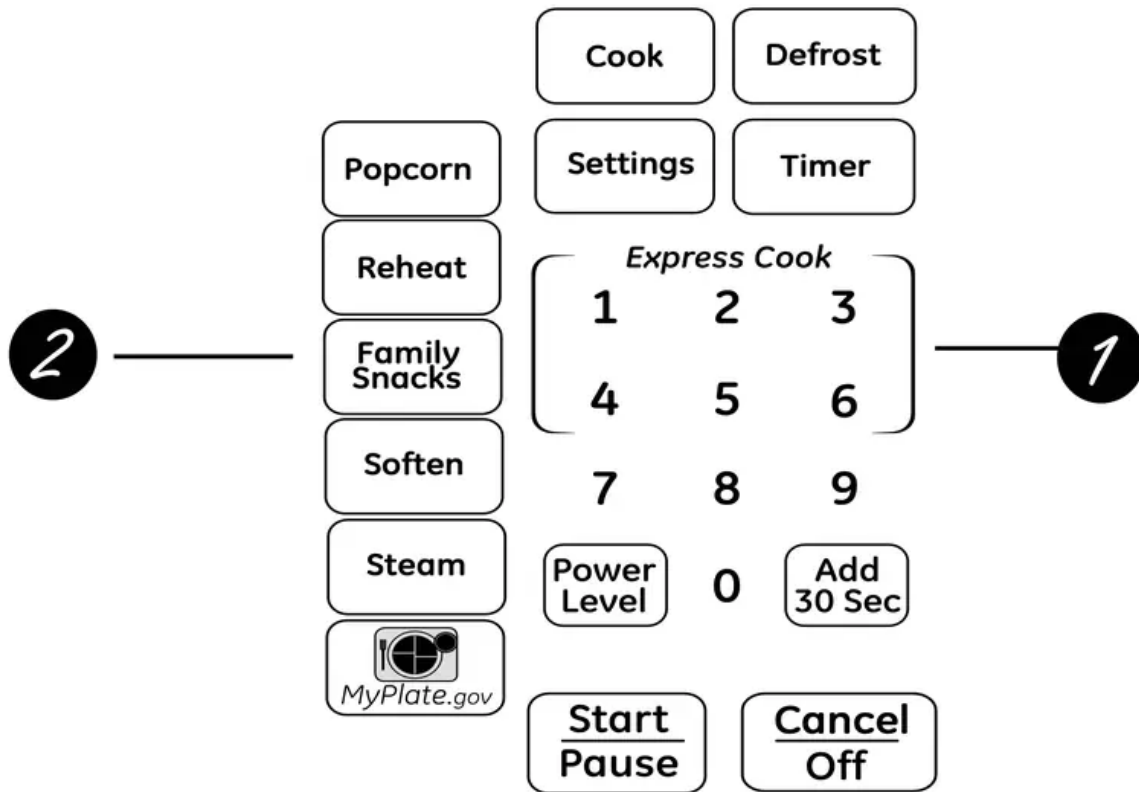 Cook
Defrost
Settings
Timer
Popcorn
Reheat
Family
Snacks
Soften
Steam
MyPlate.gov
2
Express Cook
1 2 3
4 5 6
7 8 9
Power
Level
0
Add
30 Sec
Start
Pause
Cancel
Off
1